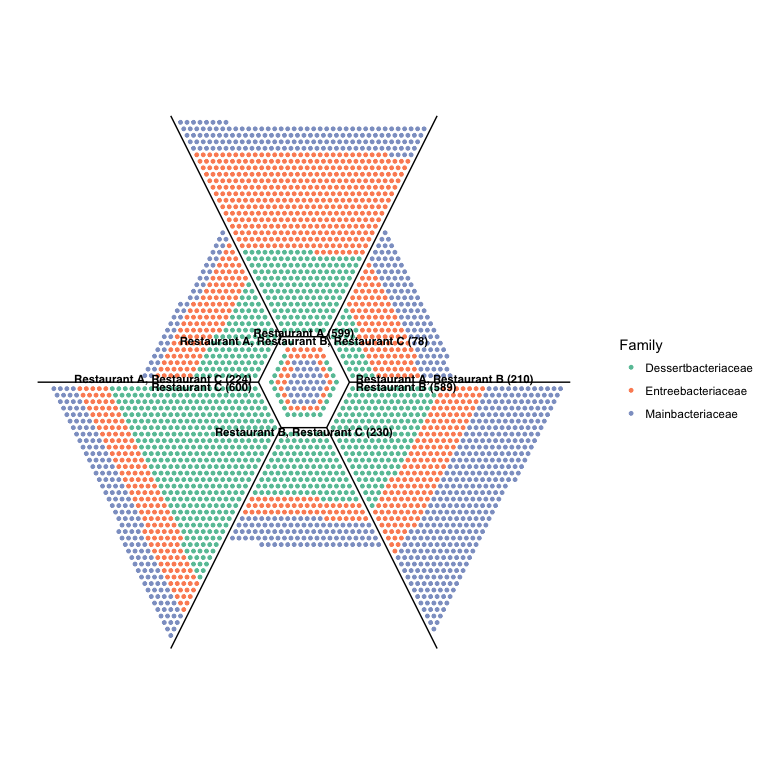 Restaurant A (599)
Restaurant A, Restaurant B, Restaurant C (78)
Restaurant A, Restaurant C (224)
Restaurant A, Restaurant B (210)
Restaurant C (600)
Restaurant B (589)
Restaurant B, Restaurant C (230)
Family
Dessertbacteriaceae
Entreebacteriaceae
Mainbacteriaceae